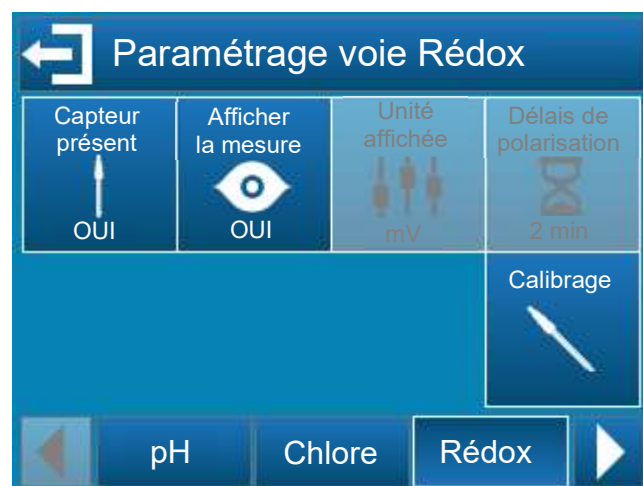 Paramétrage voie Rédox
Capteur
présent
OUI
Afficher
la mesure
OUI
Unité
affichée
mV
Délais de
polarisation
2 min
Calibrage
pH
Chlore
Rédox